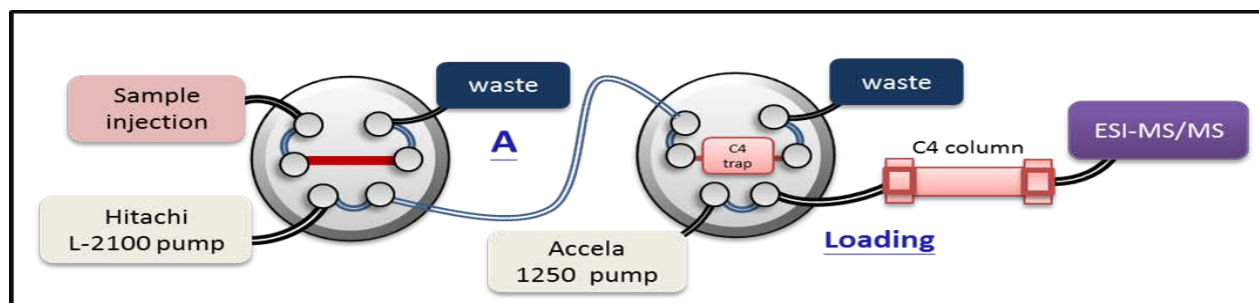 Sample
injection
waste
A
Hitachi
L-2100 pump
waste
C4
trap
Accela
1250 pump
Loading
C4 column
ESI-MS/MS